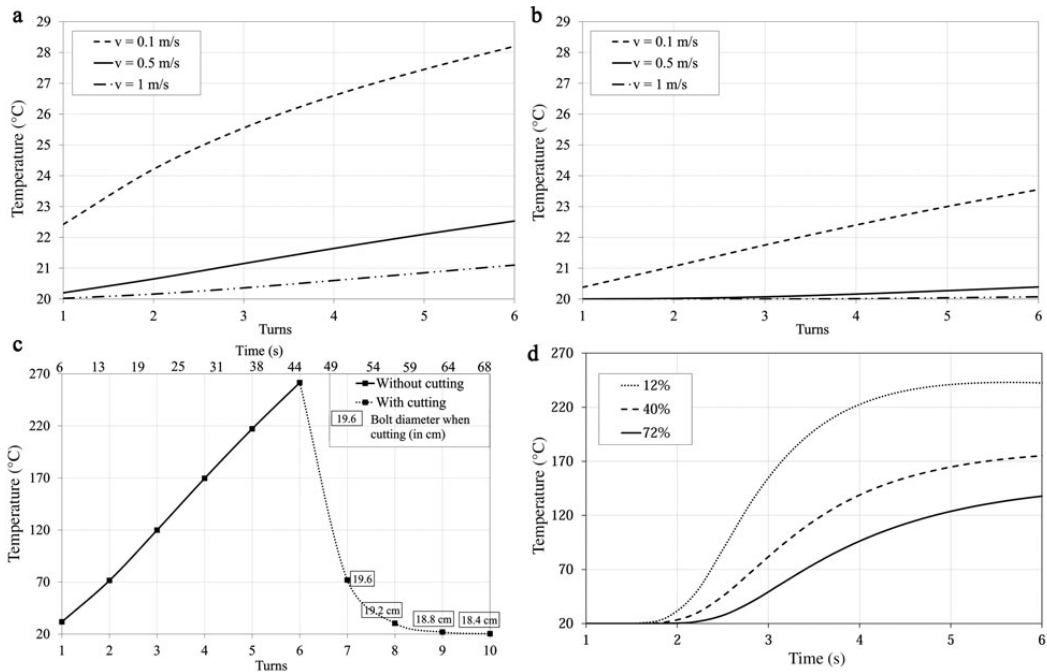 a
29
28
27
26
25
24
23
22
21
20
Temperature (°C)
v = 0.1 m/s
v = 0.5 m/s
v = 1 m/s
1 2 3 4 5 6
Turns
b
29
28
27
26
25
24
23
22
21
20
Temperature (°C)
v = 0.1 m/s
v = 0.5 m/s
v = 1 m/s
1 2 3 4 5 6
Turns
c
Time (s)
6 13 19 25 31 38 44 49 54 59 64 68
270
220
170
120
70
20
Temperature (°C)
Without cutting
With cutting
19.6 Bolt diameter when
cutting (in cm)
19.6
19.2 cm
18.8 cm
18.4 cm
1 2 3 4 5 6 7 8 9 10
Turns
d
270
220
170
120
70
20
Temperature (°C)
12%
40%
72%
1 2 3 4 5 6
Time (s)